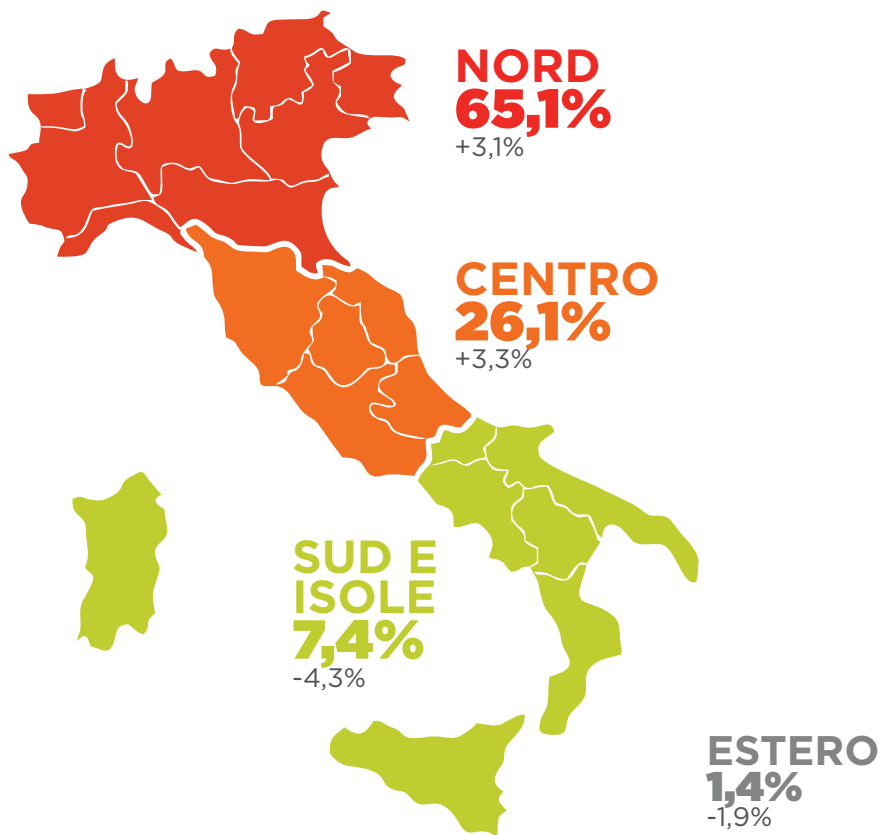 NORD
65,1%
+3,1%
CENTRO
26,1%
+3,3%
SUD E
ISOLE
7,4%
-4,3%
ESTERO
1,4%
-1,9%